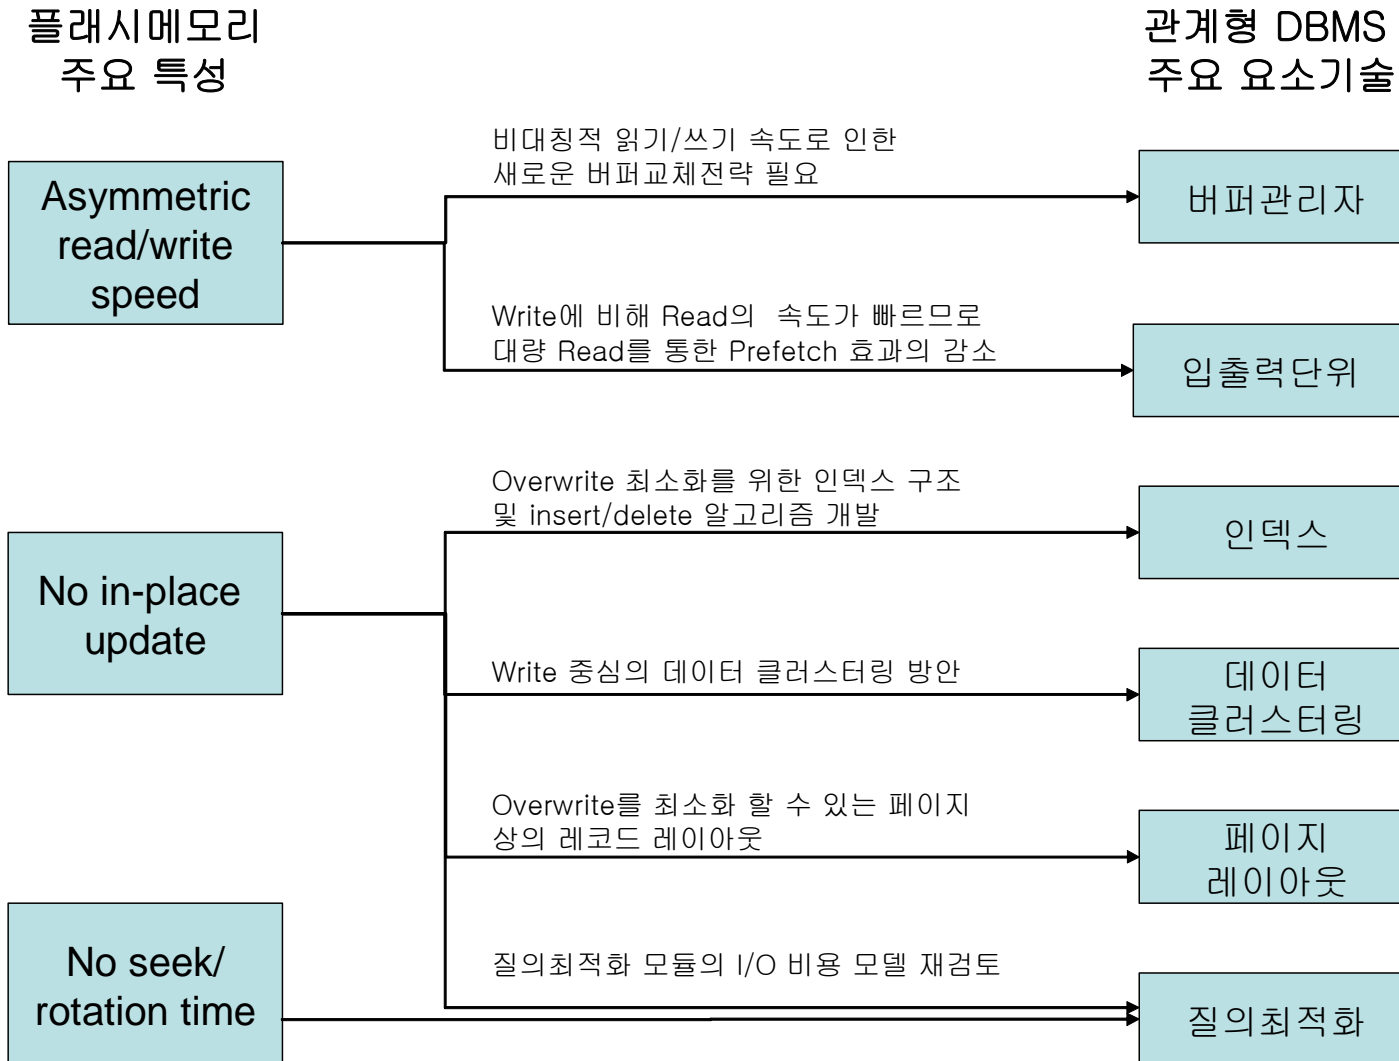 플래시메모리
주요 특성
관계형 DBMS
주요 요소기술
Asymmetric
read/write
speed
비대칭적 읽기/쓰기 속도로 인한
새로운 버퍼교체전략 필요
버퍼관리자
Write에 비해 Read의 속도가 빠르므로
대량 Read를 통한 Prefetch 효과의 감소
입출력단위
No in-place
update
Overwrite 최소화를 위한 인덱스 구조
및 insert/delete 알고리즘 개발
인덱스
Write 중심의 데이터 클러스터링 방안
데이터
클러스터링
Overwrite를 최소화 할 수 있는 페이지
상의 레코드 레이아웃
페이지
레이아웃
No seek/
rotation time
질의최적화 모듈의 I/O 비용 모델 재검토
질의최적화